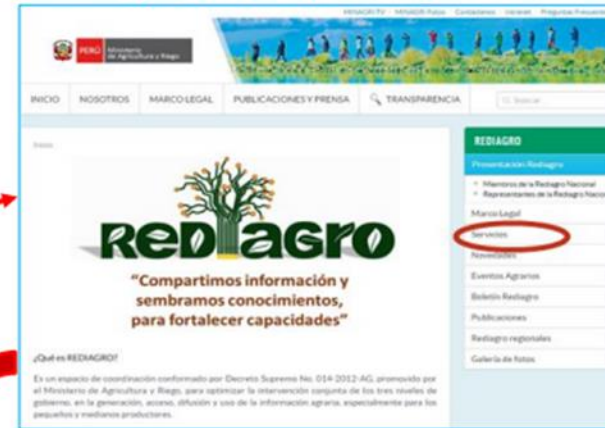 MINAGRI TV MINAGRI Fotos Contáctenos Intranet Preguntas Frecuentes
PERÚ Ministerio
de Agricultura y Riego
INICIO NOSOTROS MARCO LEGAL PUBLICACIONES Y PRENSA TRANSPARENCIA Buscar...
Inicio
REDIAGRO
Presentación Rediagro
Miembros de la Rediagro Nacional
Representantes de la Rediagro
Marco Legal
Servicios
Novedades
Eventos Agrarios
Boletín Rediagro
Publicaciones
Rediagro regionales
Galería de fotos
REDIAGRO
“Compartimos información y
sembramos conocimientos,
para fortalecer capacidades”
¿Qué es REDIAGRO?
Es un espacio de coordinación conformado por Decreto Supremo No. 014-2012-AG, promovido por
el Ministerio de Agricultura y Riego, para optimizar la intervención conjunta de los tres niveles de
gobierno, en la generación, acceso, difusión y uso de la información agraria, especialmente para los
pequeños y medianos productores.